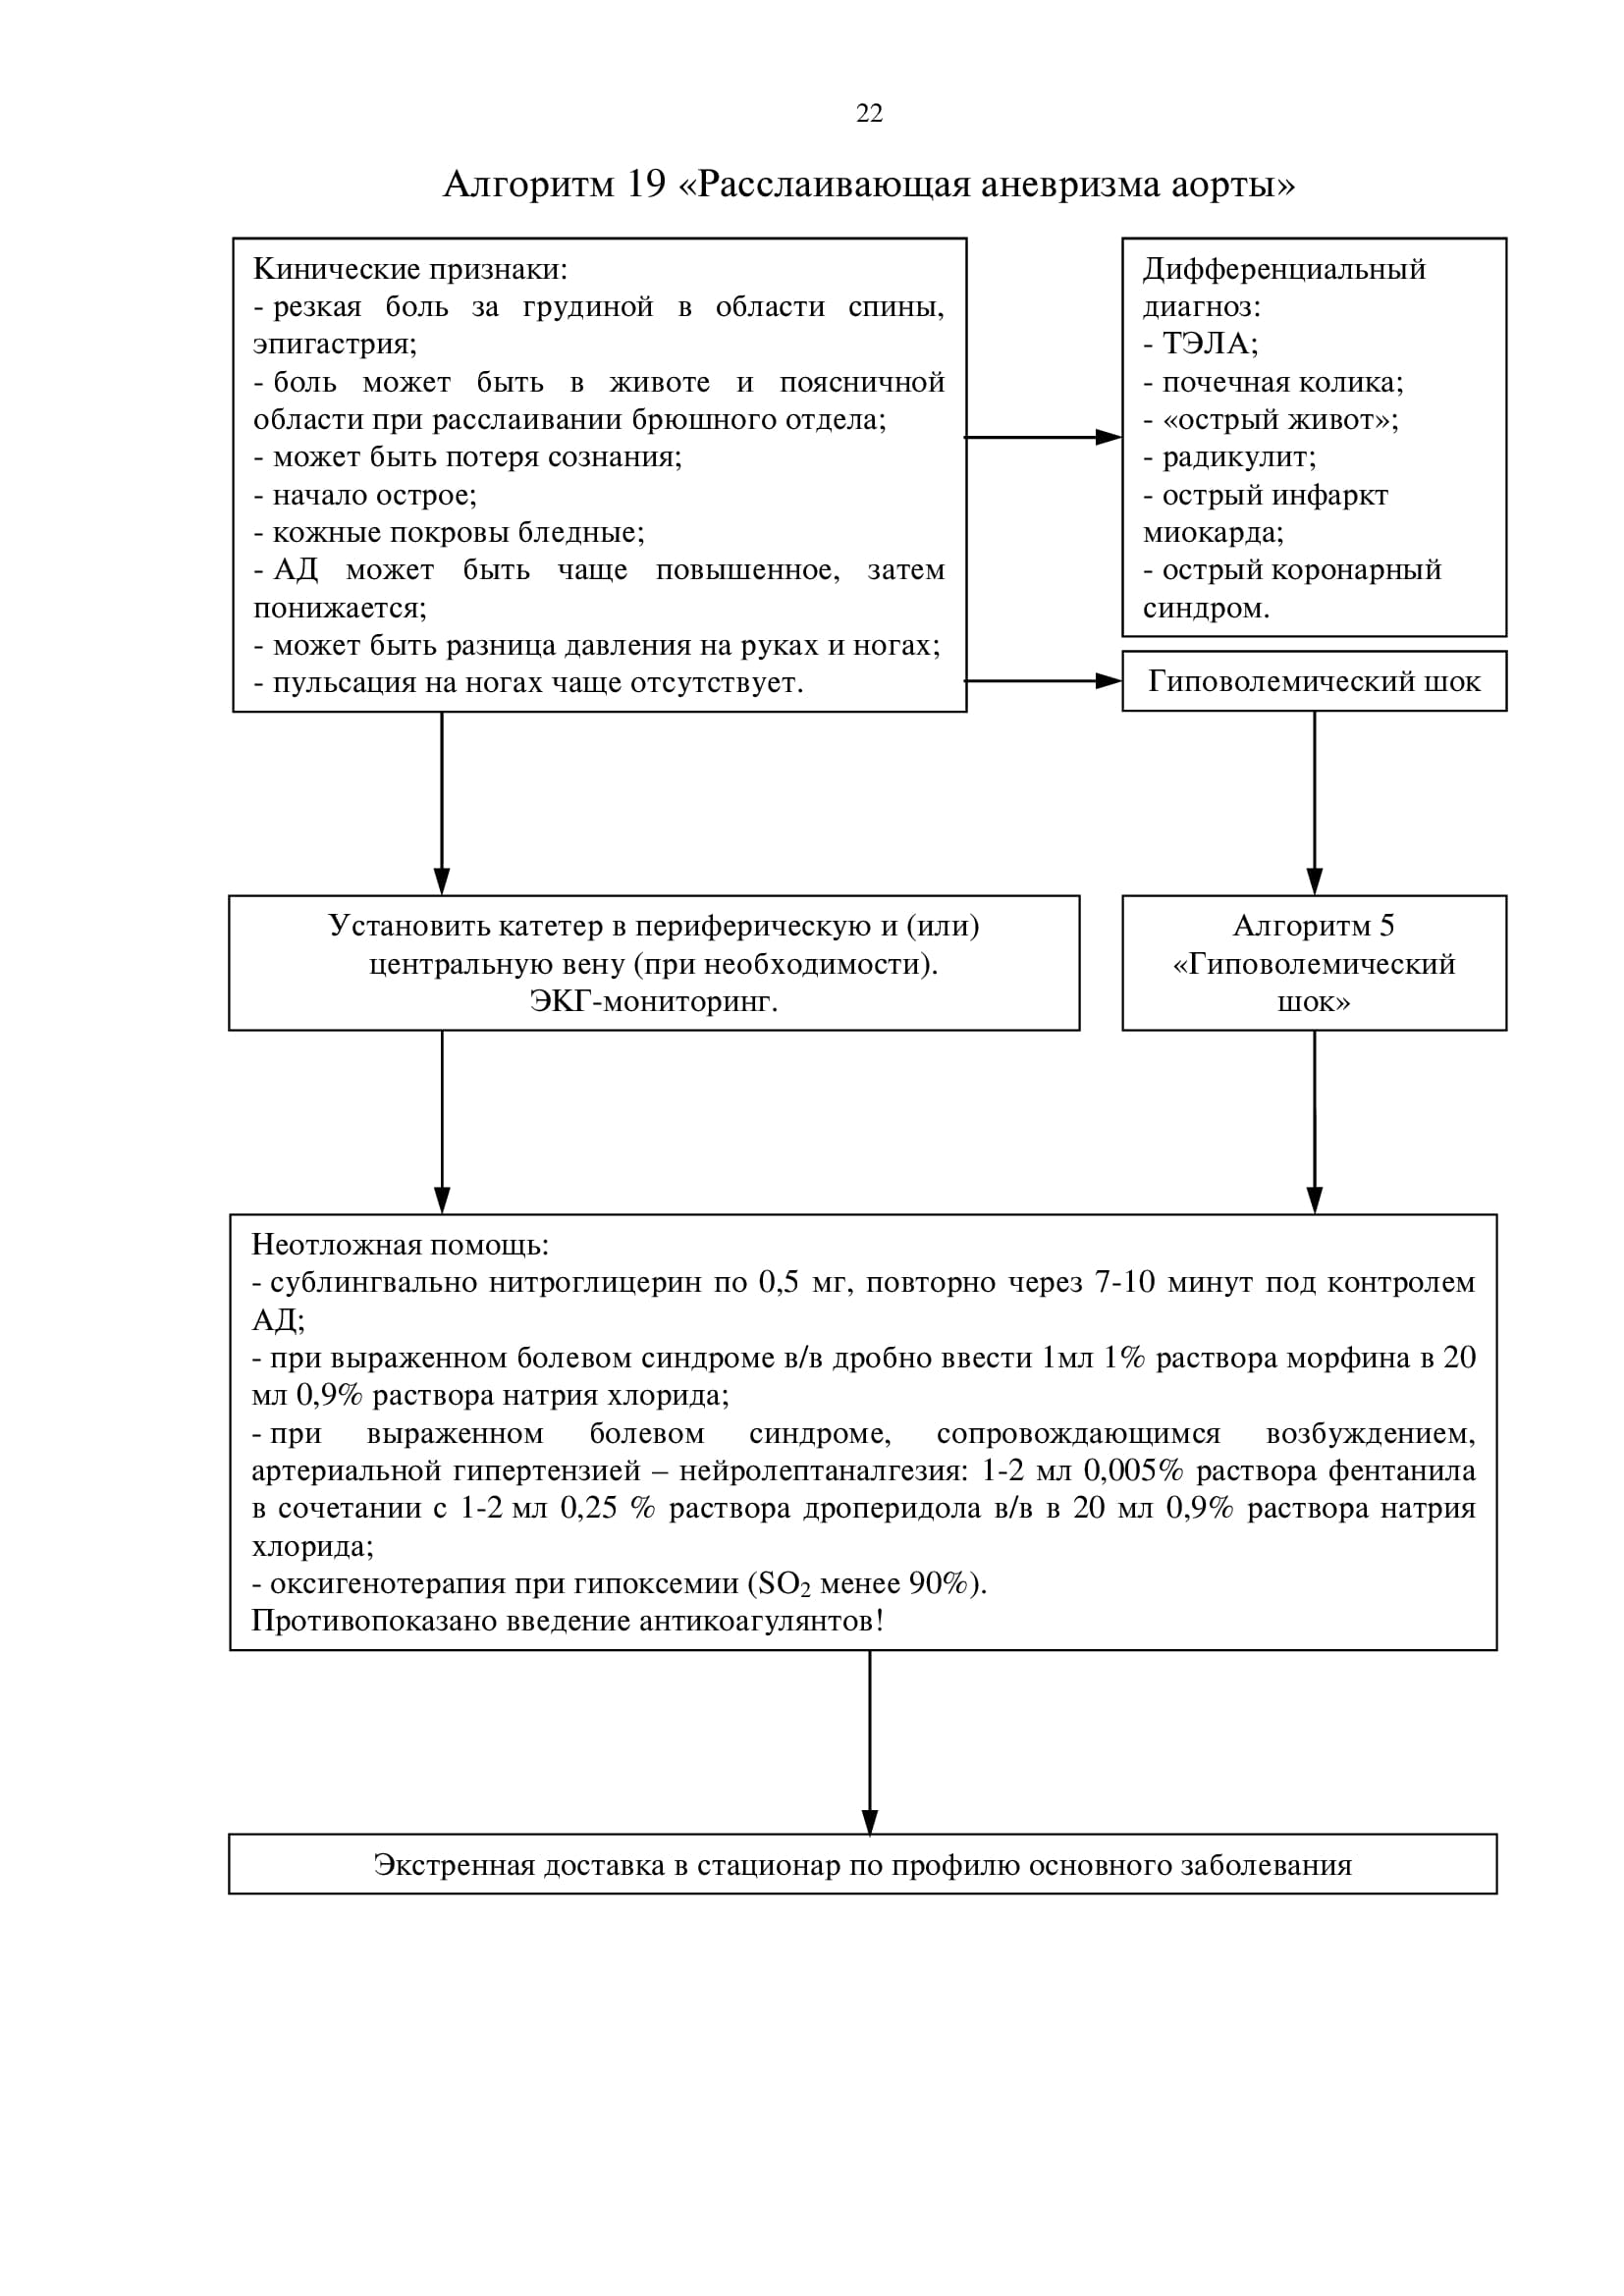 22
Алгоритм 19 «Расслаивающая аневризма аорты»
Кинические признаки:
- резкая боль за грудиной в области спины,
эпигастрия;
- боль может быть в животе и поясничной
области при расслаивании брюшного отдела;
- может быть потеря сознания;
- начало острое;
- кожные покровы бледные;
- АД может быть чаще повышенное, затем
понижается;
- может быть разница давления на руках и ногах;
- пульсация на ногах чаще отсутствует.
Дифференциальный
диагноз:
- ТЭЛА;
- почечная колика;
- «острый живот»;
- радикулит;
- острый инфаркт
миокарда;
- острый коронарный
синдром.
Гиповолемический шок
Установить катетер в периферическую и (или)
центральную вену (при необходимости).
ЭКГ-мониторинг.
Алгоритм 5
«Гиповолемический
шок»
Неотложная помощь:
- сублингвально нитроглицерин по 0,5 мг, повторно через 7-10 минут под контролем
АД;
- при выраженном болевом синдроме в/в дробно ввести 1мл 1% раствора морфина в 20
мл 0,9% раствора натрия хлорида;
- при выраженном болевом синдроме, сопровождающимся возбуждением,
артериальной гипертензией – нейролептаналгезия: 1-2 мл 0,005% раствора фентанила
в сочетании с 1-2 мл 0,25 % раствора дроперидола в/в в 20 мл 0,9% раствора натрия
хлорида;
- оксигенотерапия при гипоксемии (SO₂ менее 90%).
Противопоказано введение антикоагулянтов!
Экстренная доставка в стационар по профилю основного заболевания